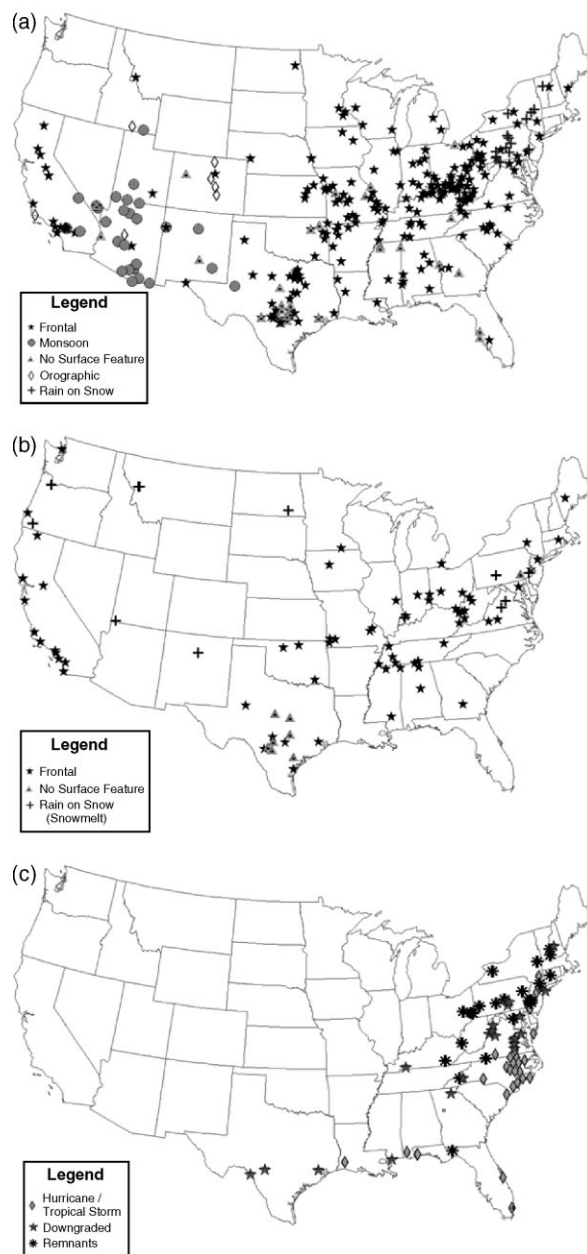 (a)
Legend
Frontal
Monsoon
No Surface Feature
Orographic
Rain on Snow
(b)
Legend
Frontal
No Surface Feature
Rain on Snow
(Snowmelt)
(c)
Legend
Hurricane /
Tropical Storm
Downgraded
Remnants